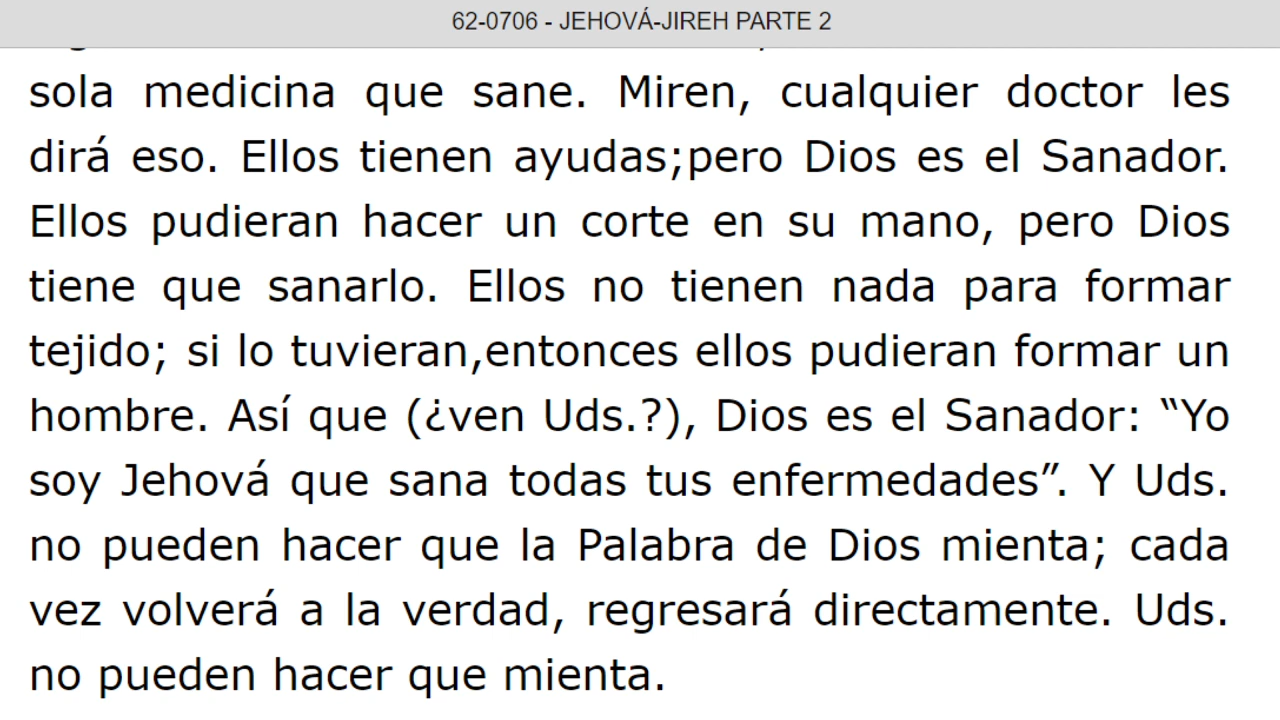 62-0706 - JEHOVÁ-JIREH PARTE 2
sola medicina que sane. Miren, cualquier doctor les
dirá eso. Ellos tienen ayudas;pero Dios es el Sanador.
Ellos pudieran hacer un corte en su mano, pero Dios
tiene que sanarlo. Ellos no tienen nada para formar
tejido; si lo tuvieran,entonces ellos pudieran formar un
hombre. Así que (¿ven Uds.?), Dios es el Sanador: “Yo
soy Jehová que sana todas tus enfermedades”. Y Uds.
no pueden hacer que la Palabra de Dios mienta; cada
vez volverá a la verdad, regresará directamente. Uds.
no pueden hacer que mienta.